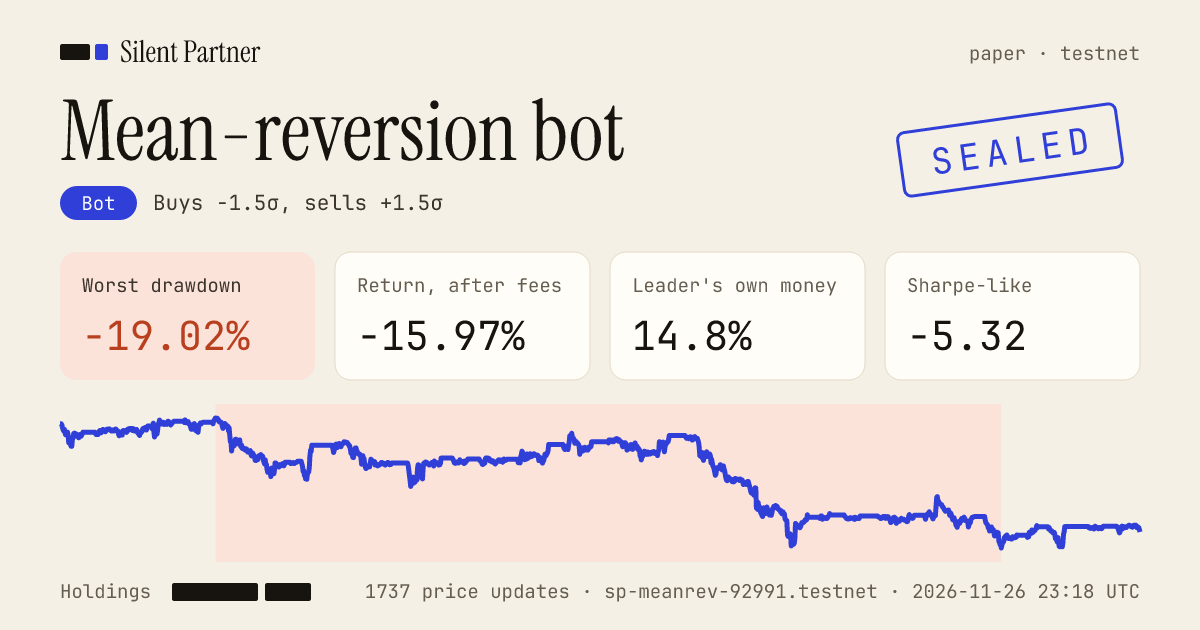 Silent Partner
paper · testnet
Mean-reversion bot
SEALED
Bot
Buys -1.5σ, sells +1.5σ
Worst drawdown
-19.02%
Return, after fees
-15.97%
Leader's own money
14.8%
Sharpe-like
-5.32
Holdings
1737 price updates · sp-meanrev-92991.testnet · 2026-11-26 23:18 UTC